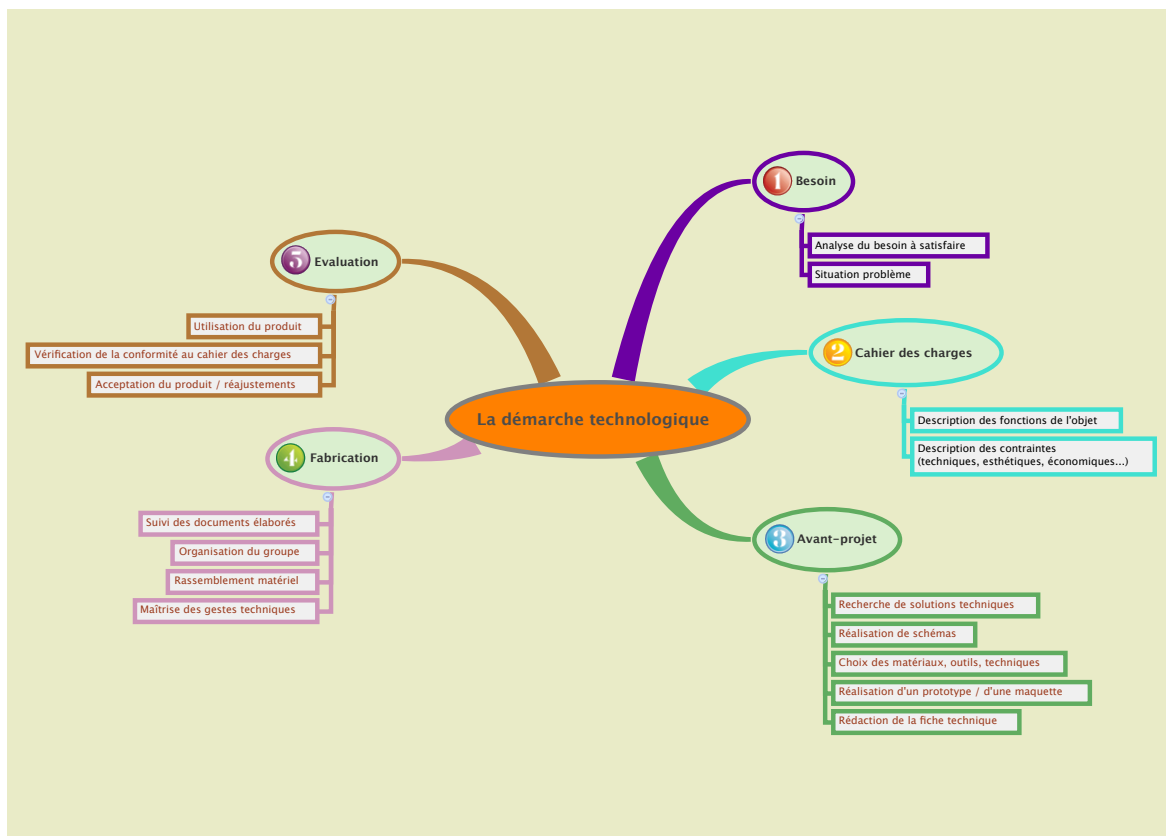 La démarche technologique
1 Besoin
Analyse du besoin à satisfaire
Situation problème
2 Cahier des charges
Description des fonctions de l'objet
Description des contraintes
(techniques, esthétiques, économiques...)
3 Avant-projet
Recherche de solutions techniques
Réalisation de schémas
Choix des matériaux, outils, techniques
Réalisation d'un prototype / d'une maquette
Rédaction de la fiche technique
4 Fabrication
Suivi des documents élaborés
Organisation du groupe
Rassemblement matériel
Maîtrise des gestes techniques
5 Evaluation
Utilisation du produit
Vérification de la conformité au cahier des charges
Acceptation du produit / réajustements